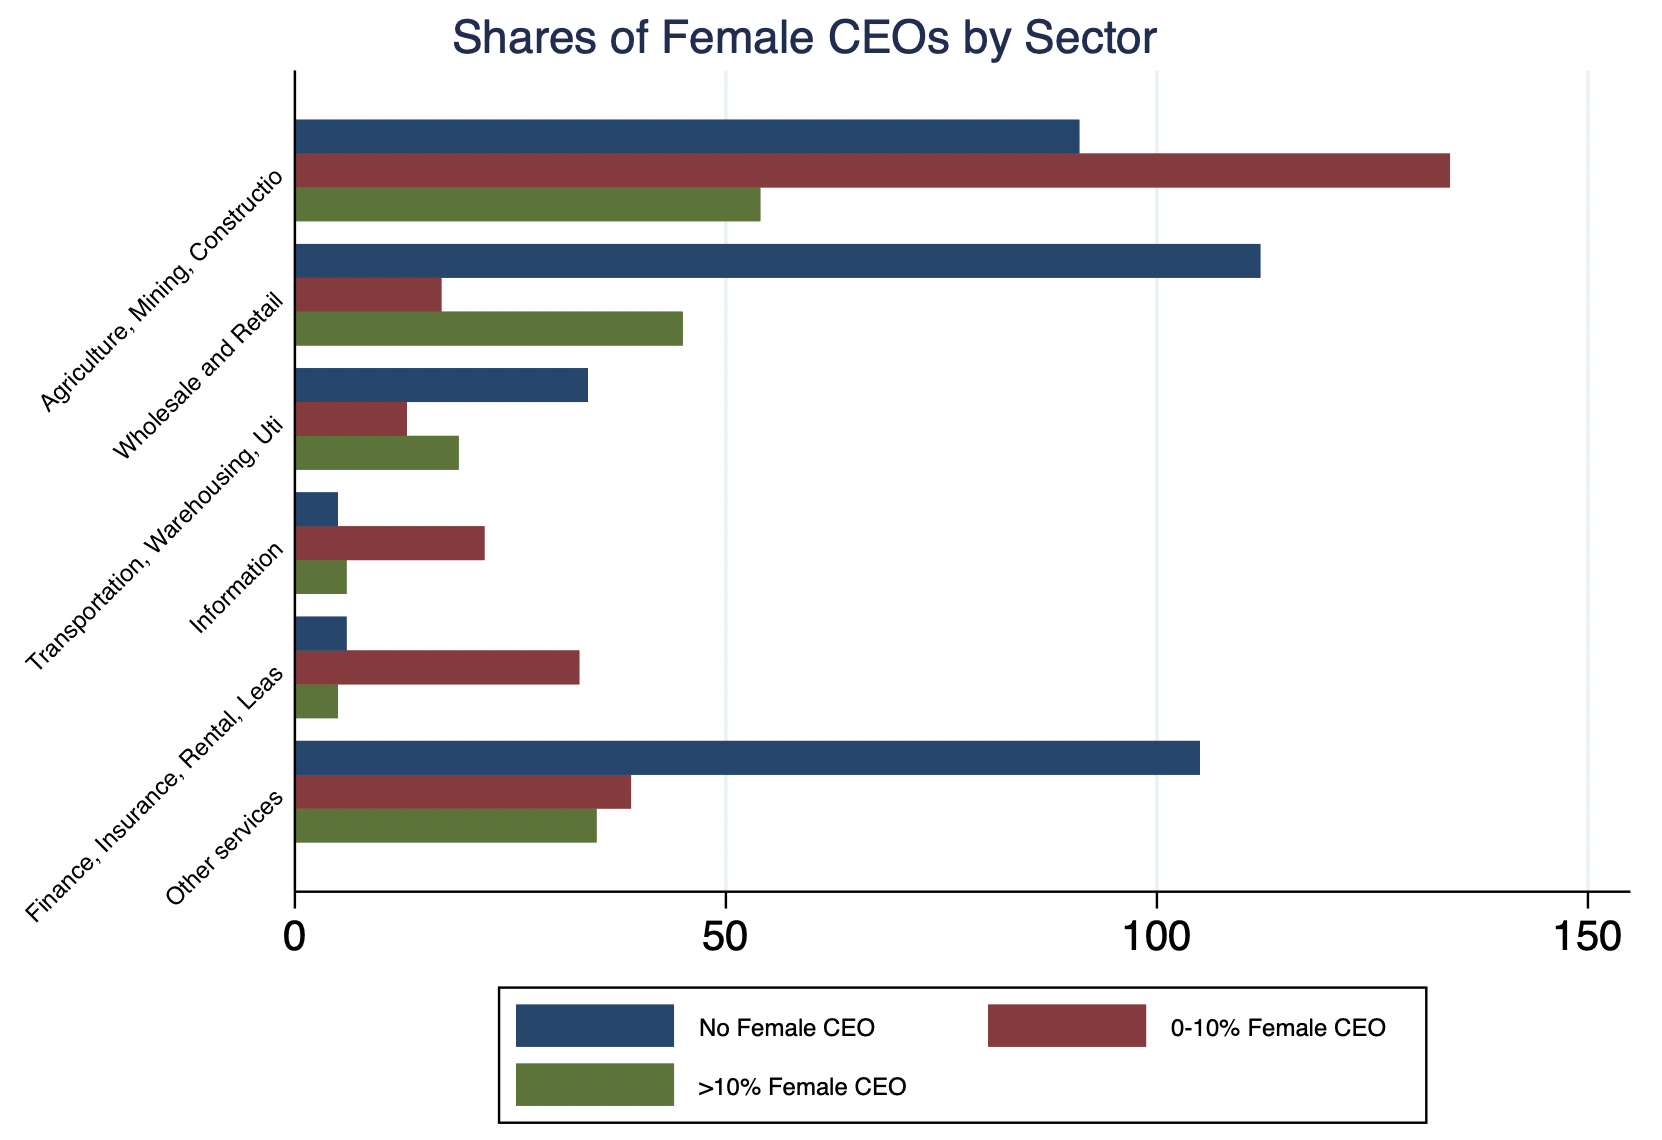 Shares of Female CEOs by Sector
Agriculture, Mining, Constructio
Wholesale and Retail
Transportation, Warehousing, Uti
Information
Finance, Insurance, Rental, Leas
Other services
0 50 100 150
No Female CEO 0-10% Female CEO
>10% Female CEO